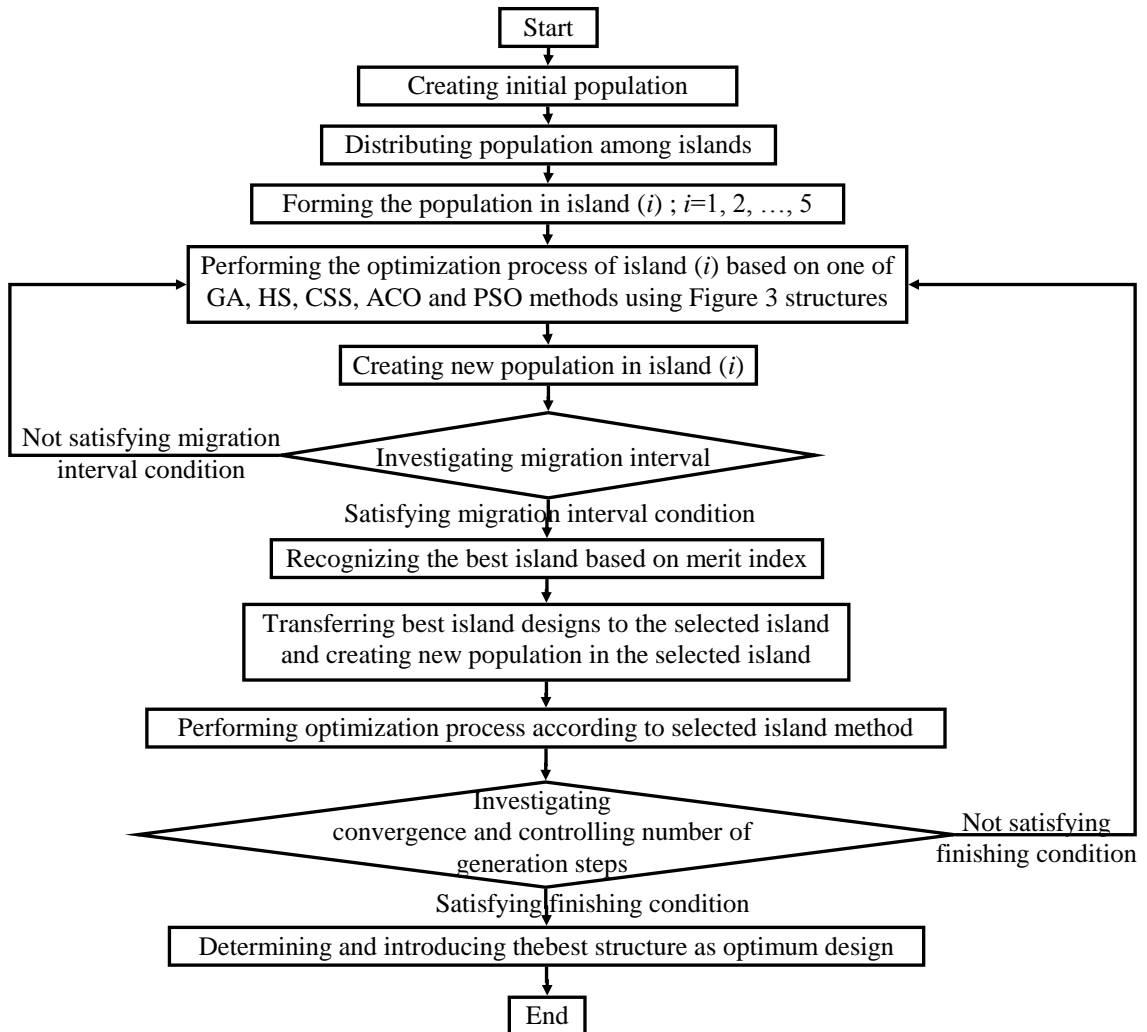 Start
Creating initial population
Distributing population among islands
Forming the population in island (i) ; i=1, 2, …, 5
Performing the optimization process of island (i) based on one of
GA, HS, CSS, ACO and PSO methods using Figure 3 structures
Creating new population in island (i)
Not satisfying migration
interval condition
Investigating migration interval
Satisfying migration interval condition
Recognizing the best island based on merit index
Transferring best island designs to the selected island
and creating new population in the selected island
Performing optimization process according to selected island method
Investigating
convergence and controlling number of
generation steps
Not satisfying
finishing condition
Satisfying finishing condition
Determining and introducing thebest structure as optimum design
End